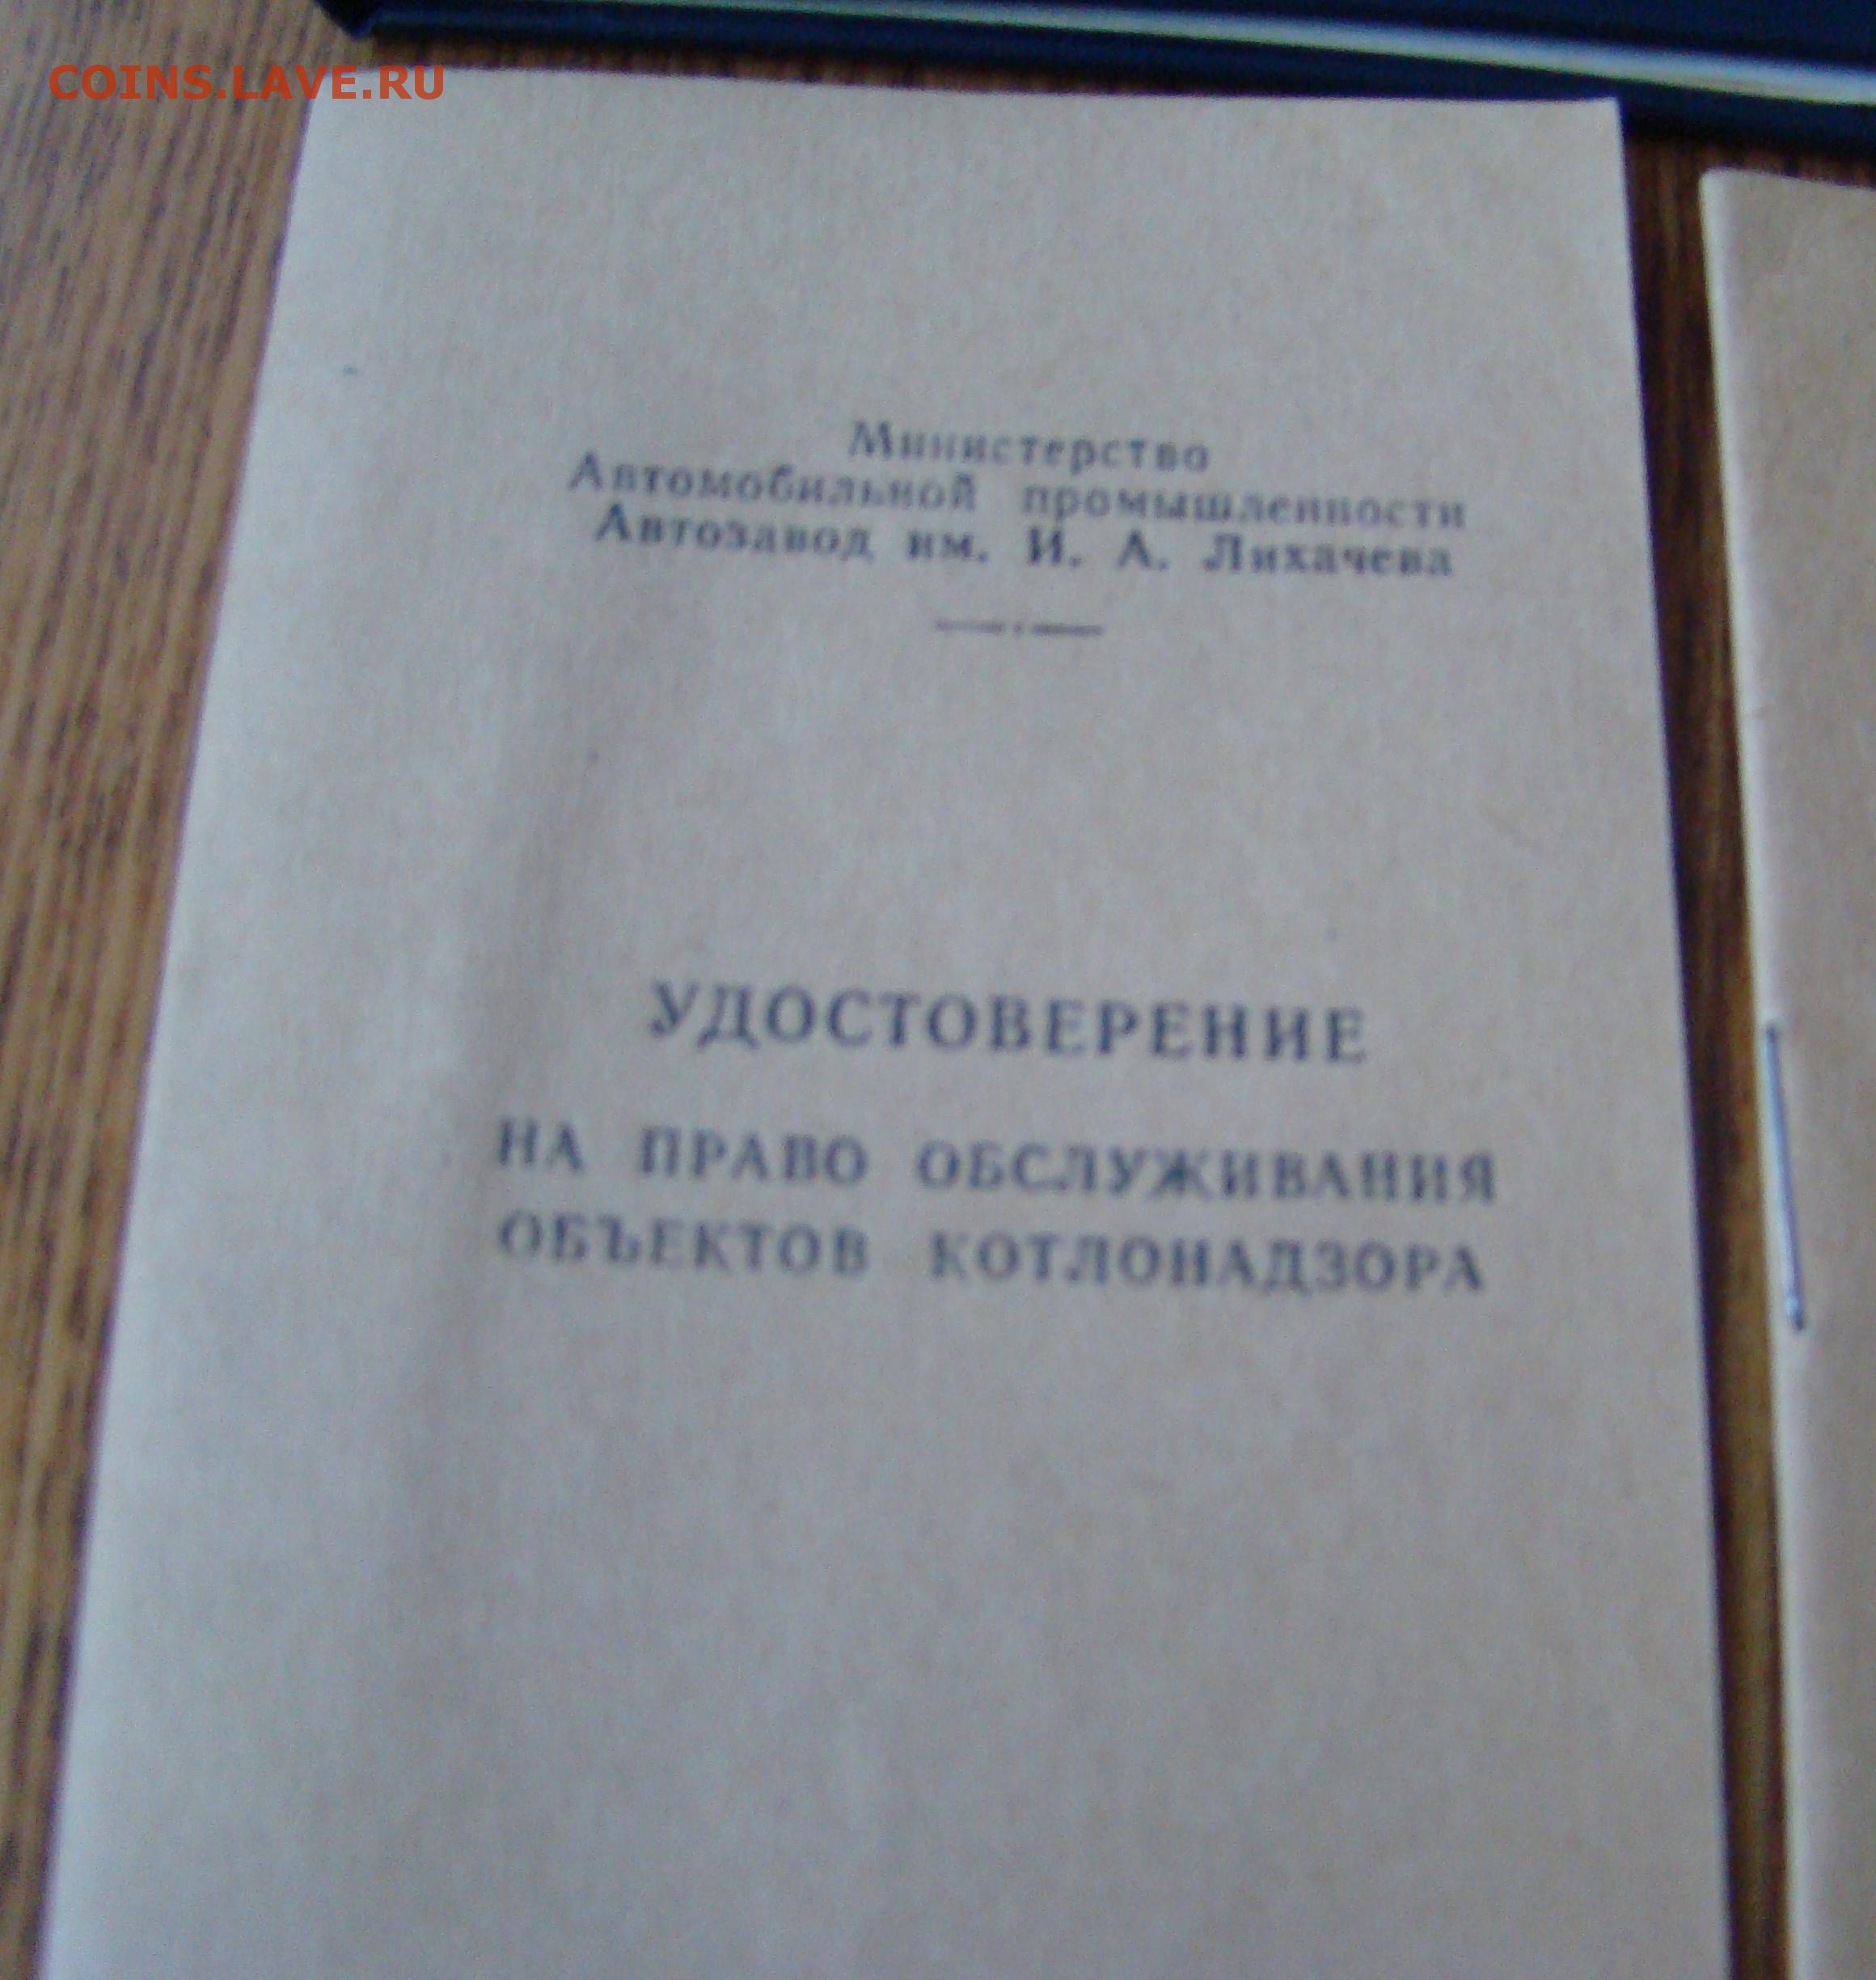 COINS.LAVE.RU
Министерство
Автомобильной промышленности
Автозавод им. И. А. Лихачева
УДОСТОВЕРЕНИЕ
НА ПРАВО ОБСЛУЖИВАНИЯ
ОБЪЕКТОВ КОТЛОНАДЗОРА